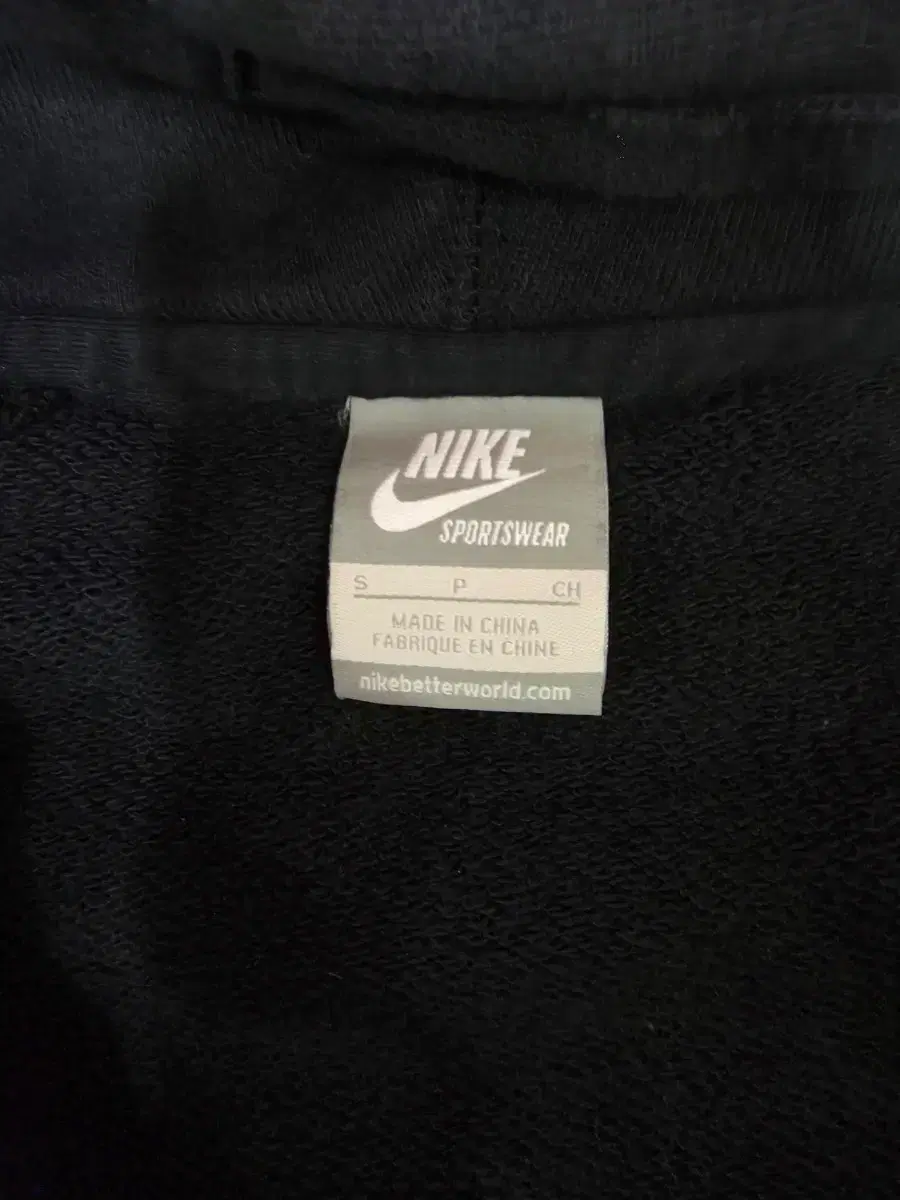 NIKE
SPORTSWEAR
S P CH
MADE IN CHINA
FABRIQUE EN CHINE
nikebetterworld.com